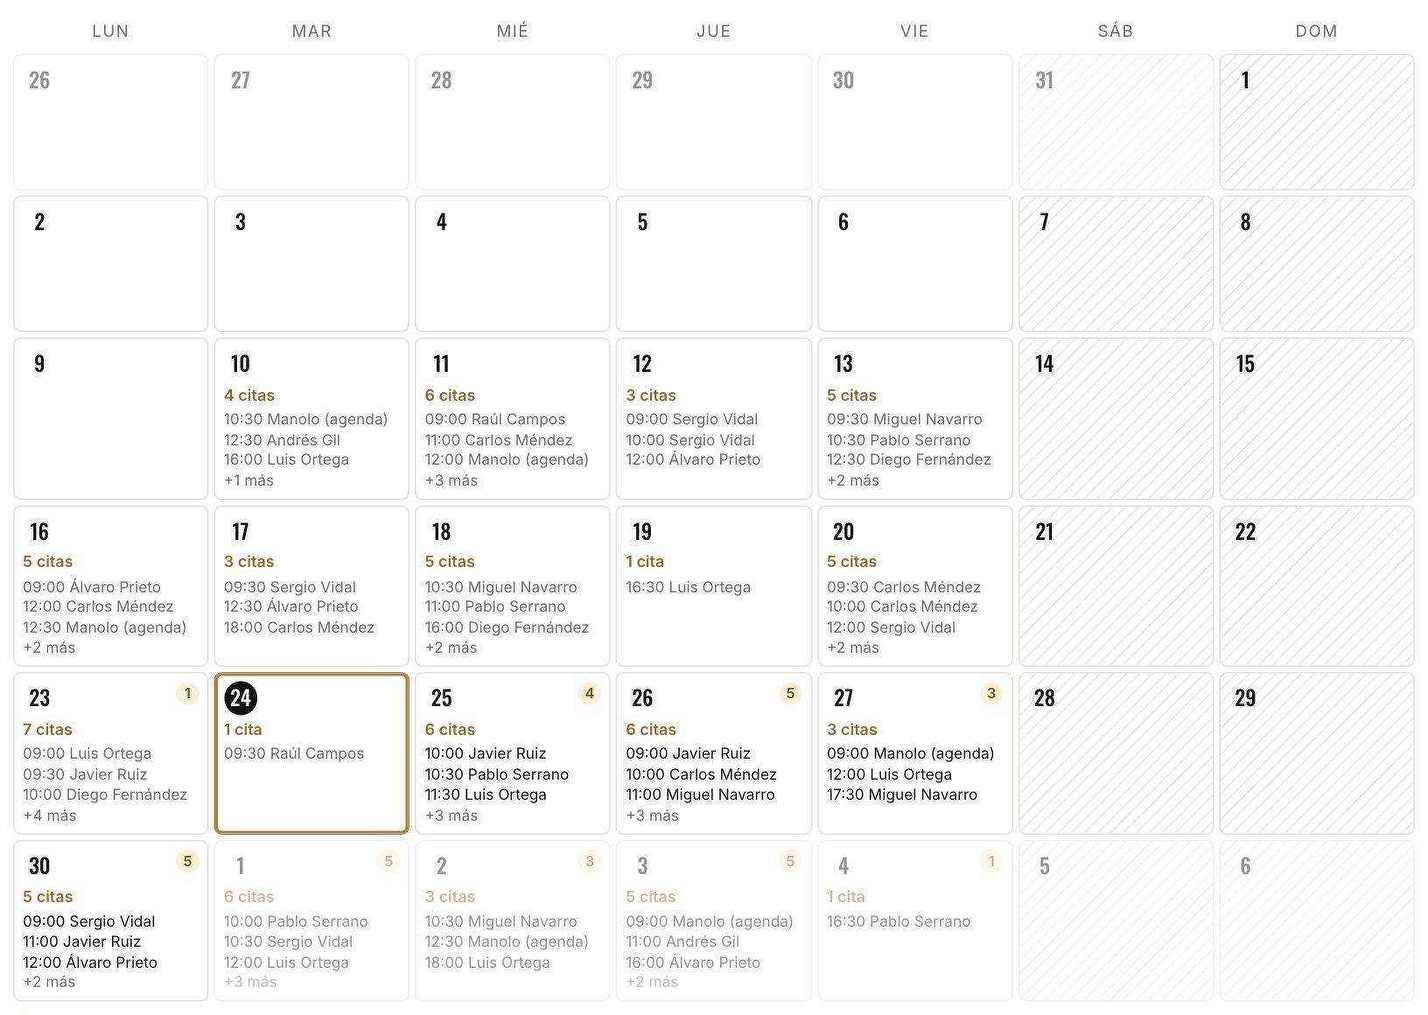 LUN MAR MIÉ JUE VIE SÁB DOM
26 27 28 29 30 31 1
2 3 4 5 6 7 8
9
10
4 citas
10:30 Manolo (agenda)
12:30 Andrés Gil
16:00 Luis Ortega
+1 más
11
6 citas
09:00 Raúl Campos
11:00 Carlos Méndez
12:00 Manolo (agenda)
+3 más
12
3 citas
09:00 Sergio Vidal
10:00 Sergio Vidal
12:00 Álvaro Prieto
13
5 citas
09:30 Miguel Navarro
10:30 Pablo Serrano
12:30 Diego Fernández
+2 más
14
15
16
5 citas
09:00 Álvaro Prieto
12:00 Carlos Méndez
12:30 Manolo (agenda)
+2 más
17
3 citas
09:30 Sergio Vidal
12:30 Álvaro Prieto
18:00 Carlos Méndez
18
5 citas
10:30 Miguel Navarro
11:00 Pablo Serrano
16:00 Diego Fernández
+2 más
19
1 cita
16:30 Luis Ortega
20
5 citas
09:30 Carlos Méndez
10:00 Carlos Méndez
12:00 Sergio Vidal
+2 más
21
22
23 1
7 citas
09:00 Luis Ortega
09:30 Javier Ruiz
10:00 Diego Fernández
+4 más
24
1 cita
09:30 Raúl Campos
25 4
6 citas
10:00 Javier Ruiz
10:30 Pablo Serrano
11:30 Luis Ortega
+3 más
26 5
6 citas
09:00 Javier Ruiz
10:00 Carlos Méndez
11:00 Miguel Navarro
+3 más
27 3
3 citas
09:00 Manolo (agenda)
12:00 Luis Ortega
17:30 Miguel Navarro
28
29
30 5
5 citas
09:00 Sergio Vidal
11:00 Javier Ruiz
12:00 Álvaro Prieto
+2 más
1 5
6 citas
10:00 Pablo Serrano
10:30 Sergio Vidal
12:00 Luis Ortega
+3 más
2 3
3 citas
10:30 Miguel Navarro
12:30 Manolo (agenda)
18:00 Luis Ortega
3 5
5 citas
09:00 Manolo (agenda)
11:00 Andrés Gil
16:00 Álvaro Prieto
+2 más
4 1
1 cita
16:30 Pablo Serrano
5
6